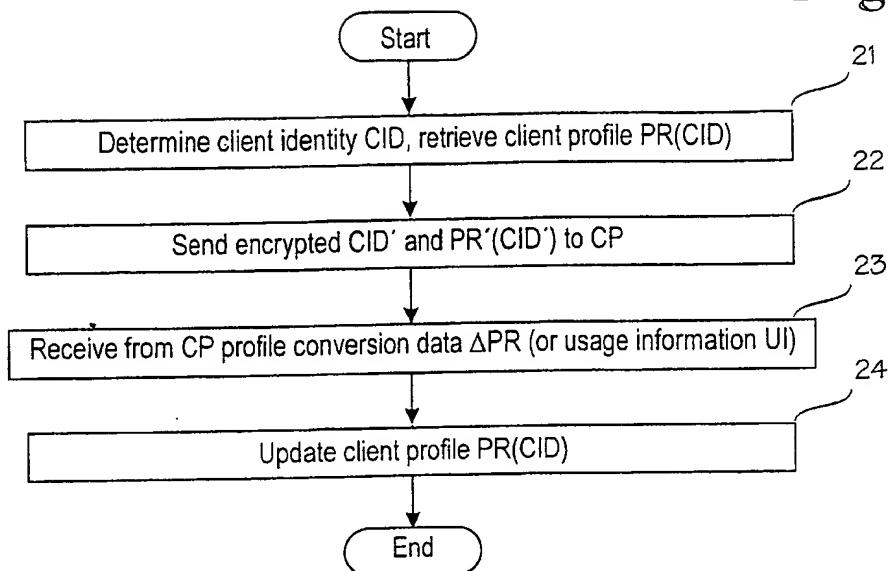 Start
21
Determine client identity CID, retrieve client profile PR(CID)
22
Send encrypted CID´ and PR´(CID´) to CP
23
Receive from CP profile conversion data ΔPR (or usage information UI)
24
Update client profile PR(CID)
End